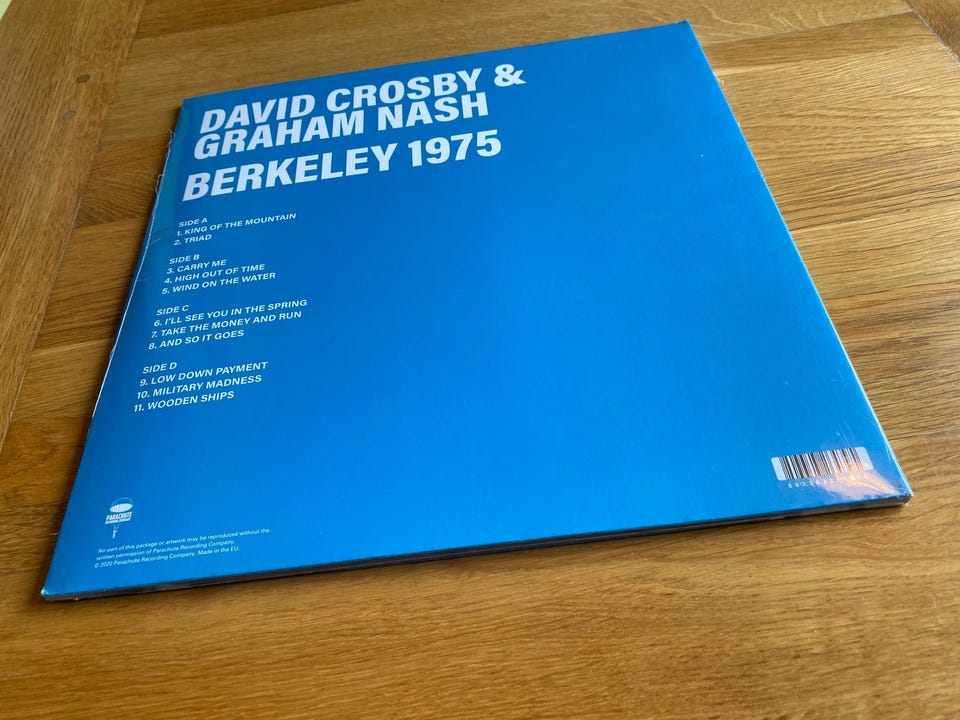 DAVID CROSBY &
GRAHAM NASH
BERKELEY 1975
SIDE A
1. KING OF THE MOUNTAIN
2. TRIAD
SIDE B
3. CARRY ME
4. HIGH OUT OF TIME
5. WIND ON THE WATER
SIDE C
6. I'LL SEE YOU IN THE SPRING
7. TAKE THE MONEY AND RUN
8. AND SO IT GOES
SIDE D
9. LOW DOWN PAYMENT
10. MILITARY MADNESS
11. WOODEN SHIPS
PARACHUTE
RECORDING COMPANY
No part of this package or artwork may be reproduced without the
written permission of Parachute Recording Company.
© 2020 Parachute Recording Company. Made in the EU.